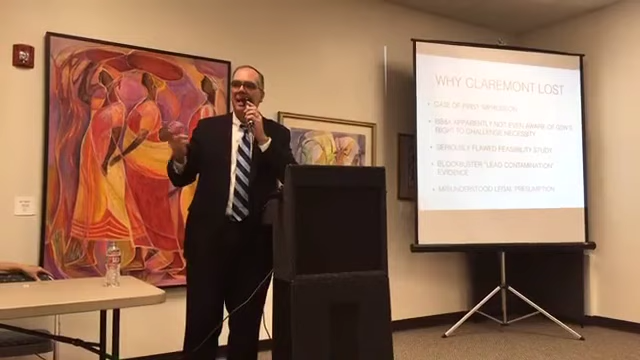 WHY CLAREMONT LOST
• CASE OF FIRST IMPRESSION
• BB&K APPARENTLY NOT EVEN AWARE OF GSW'S
RIGHT TO CHALLENGE NECESSITY
• SERIOUSLY FLAWED FEASIBILITY STUDY
• BLOCKBUSTER "LEAD CONTAMINATION"
EVIDENCE
• MISUNDERSTOOD LEGAL PRESUMPTION